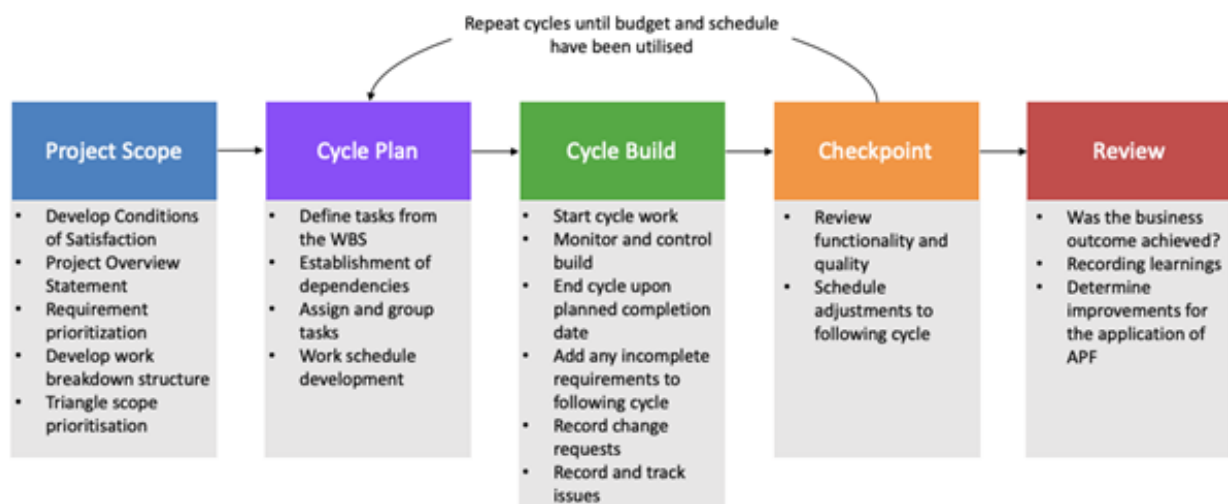 Repeat cycles until budget and schedule
have been utilised
Project Scope
• Develop Conditions
of Satisfaction
• Project Overview
Statement
• Requirement
prioritization
• Develop work
breakdown structure
• Triangle scope
prioritisation
Cycle Plan
• Define tasks from
the WBS
• Establishment of
dependencies
• Assign and group
tasks
• Work schedule
development
Cycle Build
• Start cycle work
• Monitor and control
build
• End cycle upon
planned completion
date
• Add any incomplete
requirements to
following cycle
• Record change
requests
• Record and track
issues
Checkpoint
• Review
functionality and
quality
• Schedule
adjustments to
following cycle
Review
• Was the business
outcome achieved?
• Recording learnings
• Determine
improvements for
the application of
APF